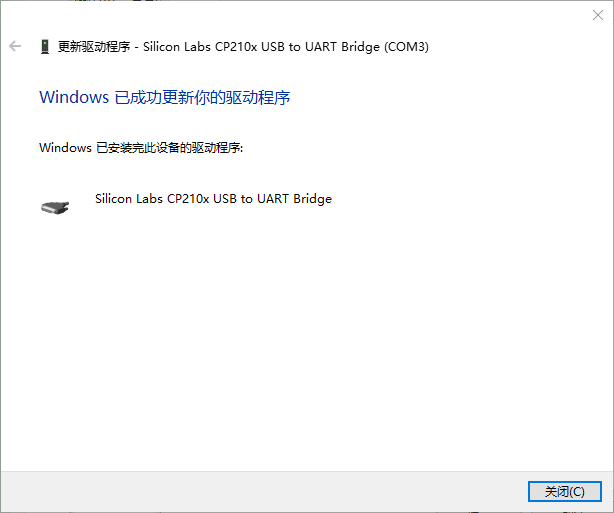 更新驱动程序 - Silicon Labs CP210x USB to UART Bridge (COM3)
Windows 已成功更新你的驱动程序
Windows 已安装完此设备的驱动程序:
Silicon Labs CP210x USB to UART Bridge
关闭(C)